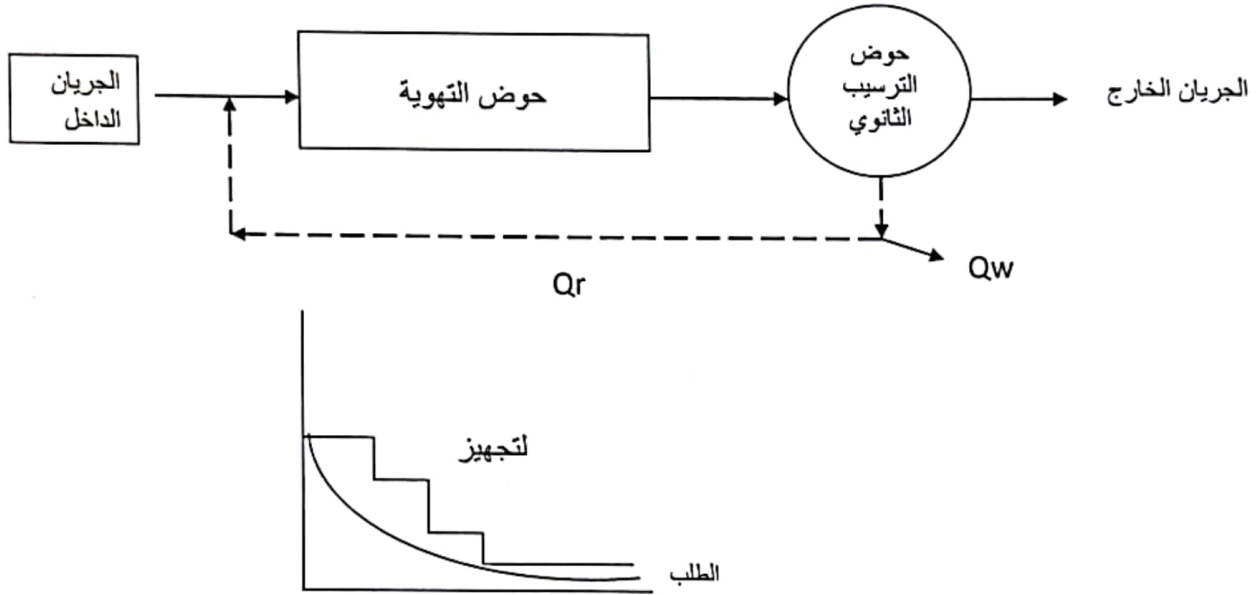 الجريان
الداخل
حوض التهوية
حوض
الترسيب
الثانوي
الجريان الخارج
Qr
Qw
لتجهيز
الطلب